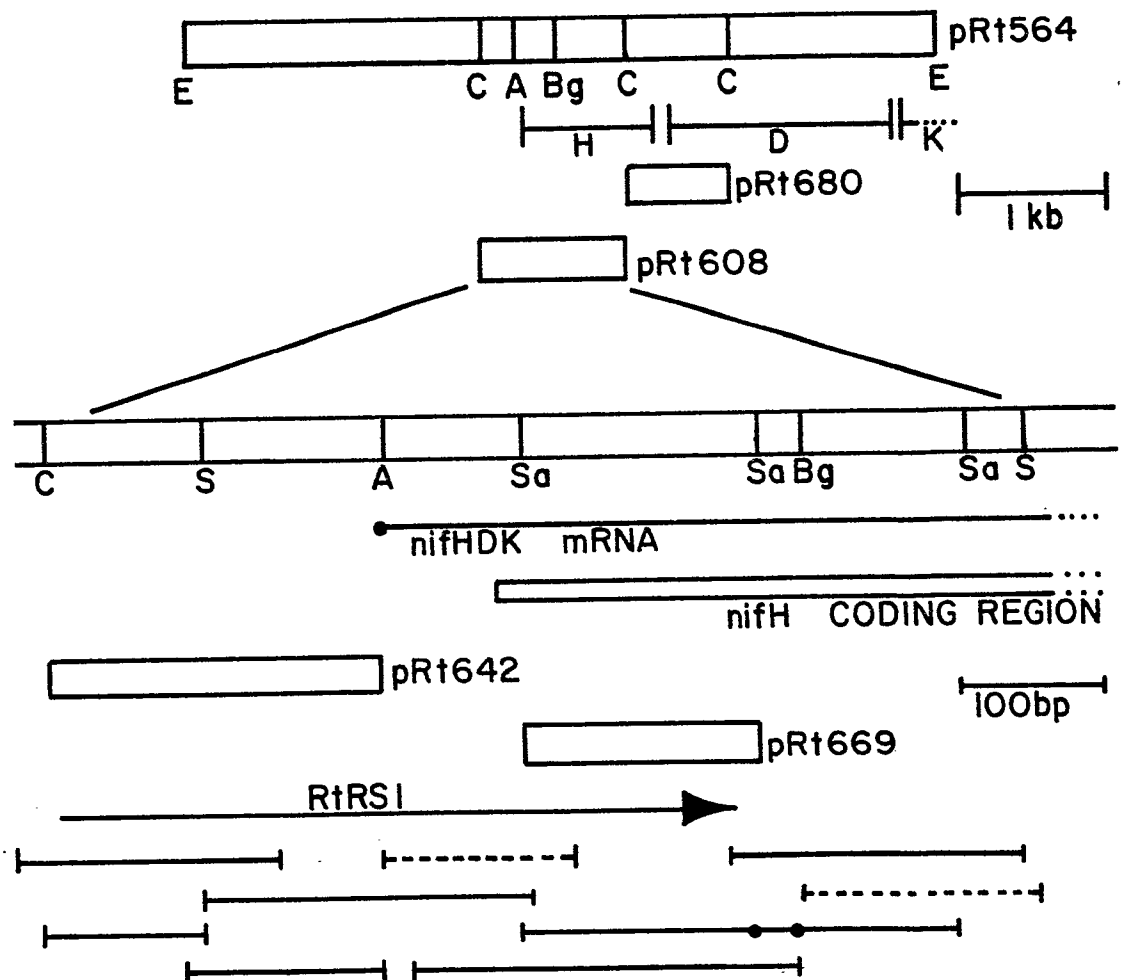 pRt564
E C A Bg C C E
H D K
pRt680
1 kb
pRt608
C S A Sa Sa Bg Sa S
nifHDK mRNA
nifH CODING REGION
pRt642
100bp
pRt669
RtRS1